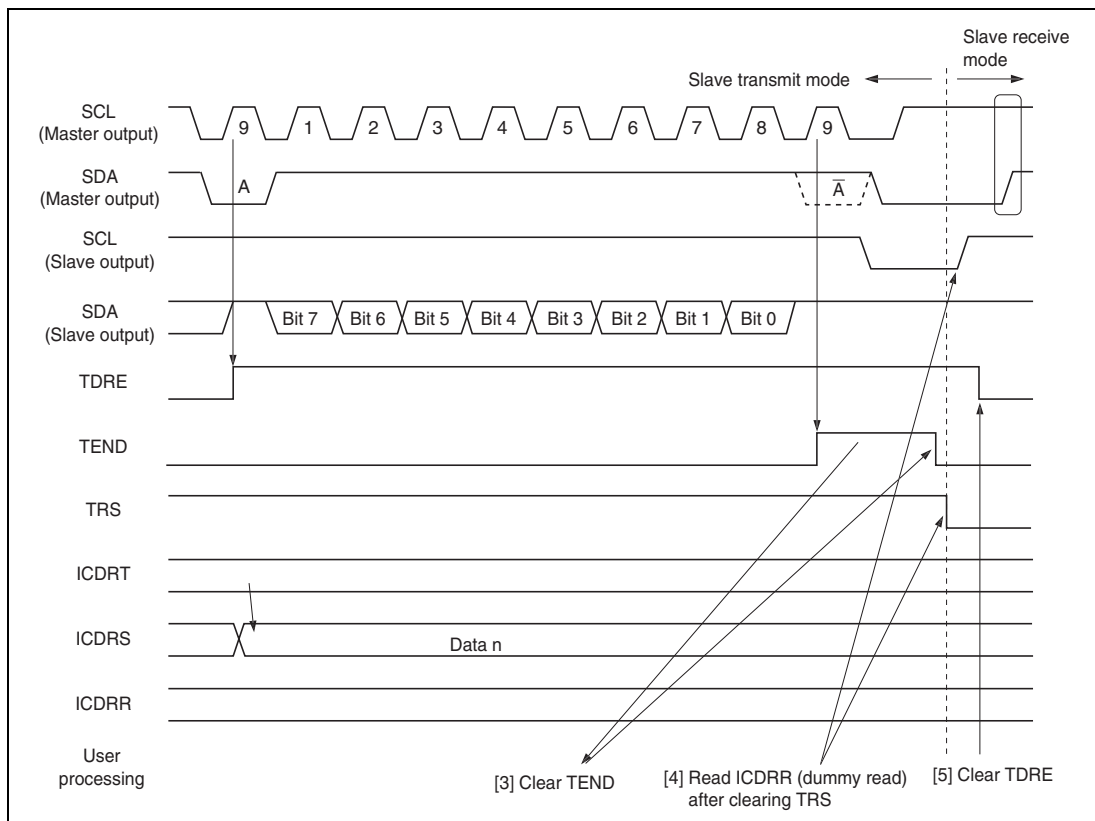 Slave receive
mode
Slave transmit mode
SCL
(Master output)
9 1 2 3 4 5 6 7 8 9
SDA
(Master output)
A A̅
SCL
(Slave output)
SDA
(Slave output)
Bit 7 Bit 6 Bit 5 Bit 4 Bit 3 Bit 2 Bit 1 Bit 0
TDRE
TEND
TRS
ICDRT
ICDRS
Data n
ICDRR
User
processing
[3] Clear TEND
[4] Read ICDRR (dummy read)
after clearing TRS
[5] Clear TDRE